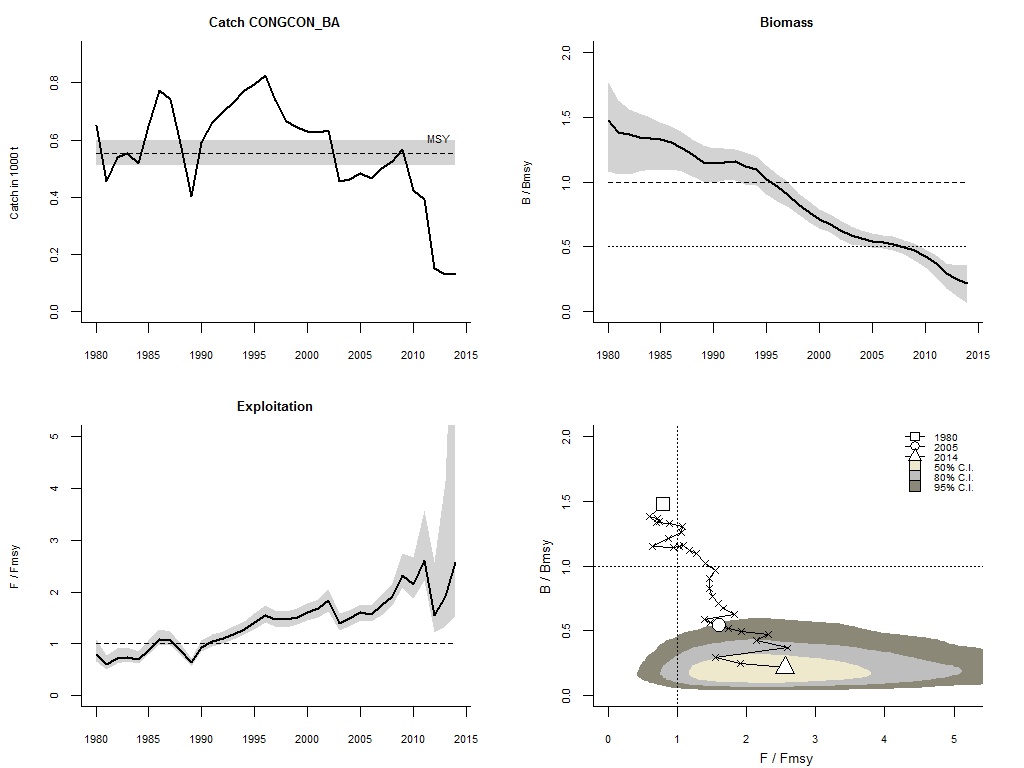 Catch CONGCON_BA
Catch in 1000 t
0.0 0.2 0.4 0.6 0.8
MSY
1980 1985 1990 1995 2000 2005 2010 2015
Biomass
B / Bmsy
0.0 0.5 1.0 1.5 2.0
1980 1985 1990 1995 2000 2005 2010 2015
Exploitation
F / Fmsy
0 1 2 3 4 5
1980 1985 1990 1995 2000 2005 2010 2015
B / Bmsy
0.0 0.5 1.0 1.5 2.0
1980
2005
2014
50% C.I.
80% C.I.
95% C.I.
0 1 2 3 4 5
F / Fmsy